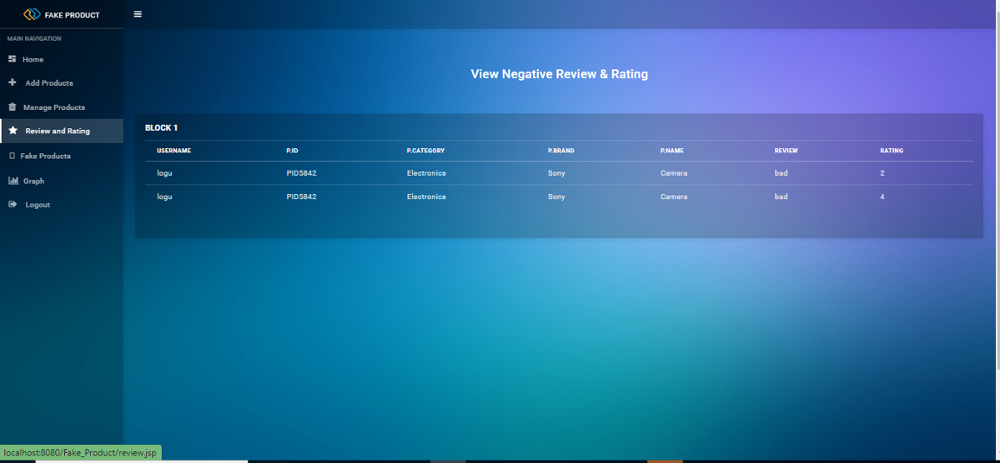 FAKE PRODUCT
MAIN NAVIGATION
Home
Add Products
Manage Products
Review and Rating
Fake Products
Graph
Logout
View Negative Review & Rating
BLOCK 1
USERNAME P.ID P.CATEGORY P.BRAND P.NAME REVIEW RATING
logu PID5842 Electronics Sony Camera bad 2
logu PID5842 Electronics Sony Camera bad 4
localhost:8080/Fake_Product/review.jsp